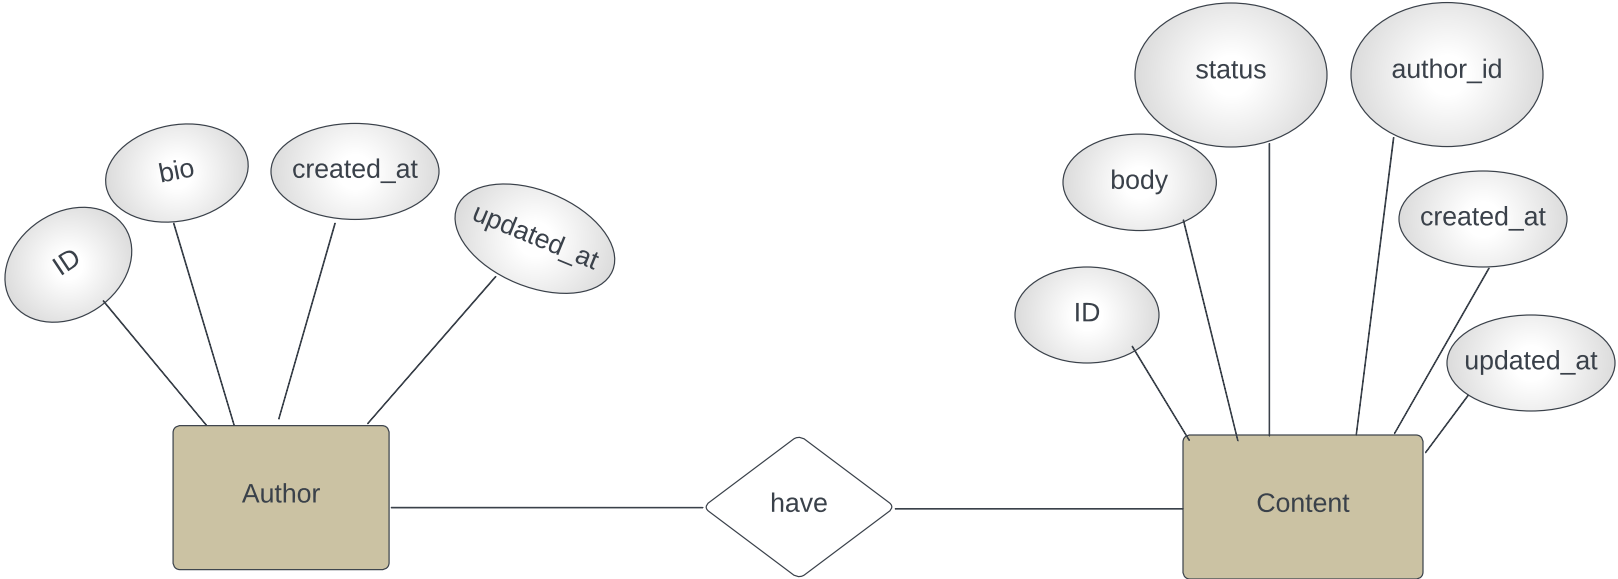 status
author_id
bio
created_at
body
updated_at
created_at
ID
ID
updated_at
Author
have
Content